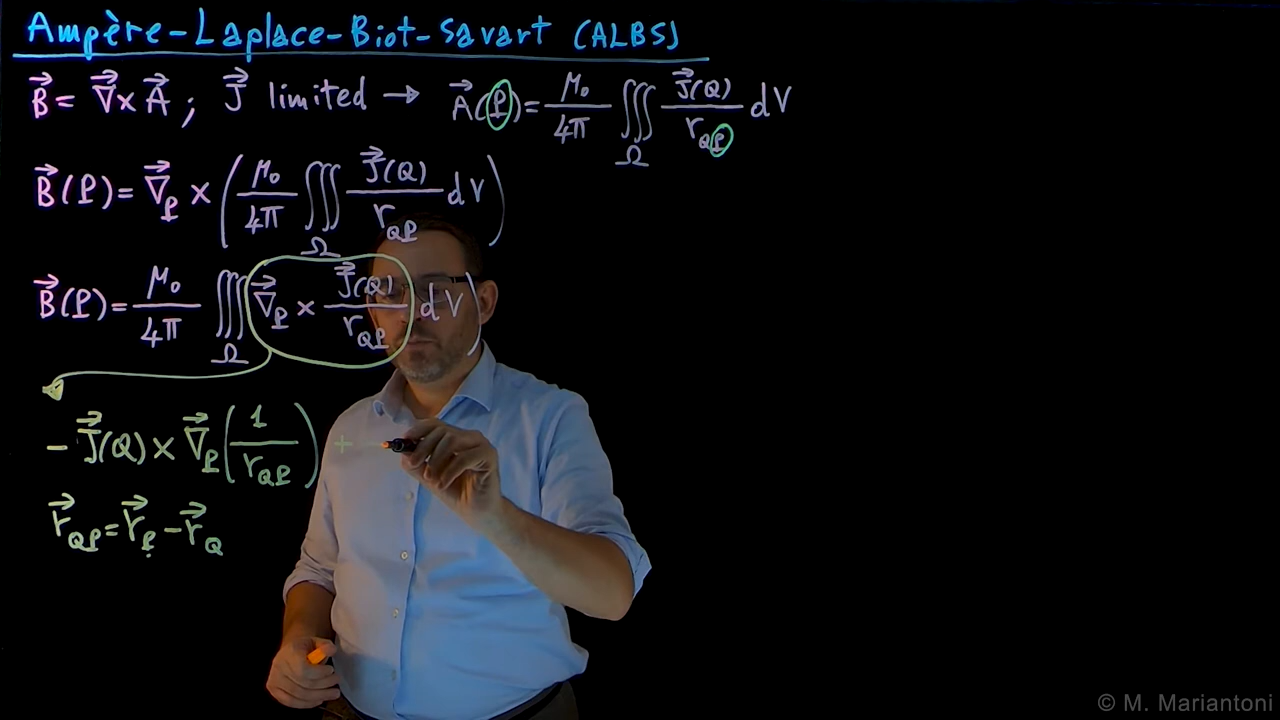 Ampère-Laplace-Biot-Savart (ALBS)
B⃗ = ∇⃗ × A⃗ ; J⃗ limited → A⃗(P) = μ₀/4π ∭_Ω J⃗(Q)/r_QP dV
B⃗(P) = ∇⃗_P × (μ₀/4π ∭_Ω J⃗(Q)/r_QP dV)
B⃗(P) = μ₀/4π ∭_Ω ∇⃗_P × J⃗(Q)/r_QP dV)
- J⃗(Q) × ∇⃗_P (1/r_QP) +
r⃗_QP = r⃗_P - r⃗_Q
© M. Mariantoni